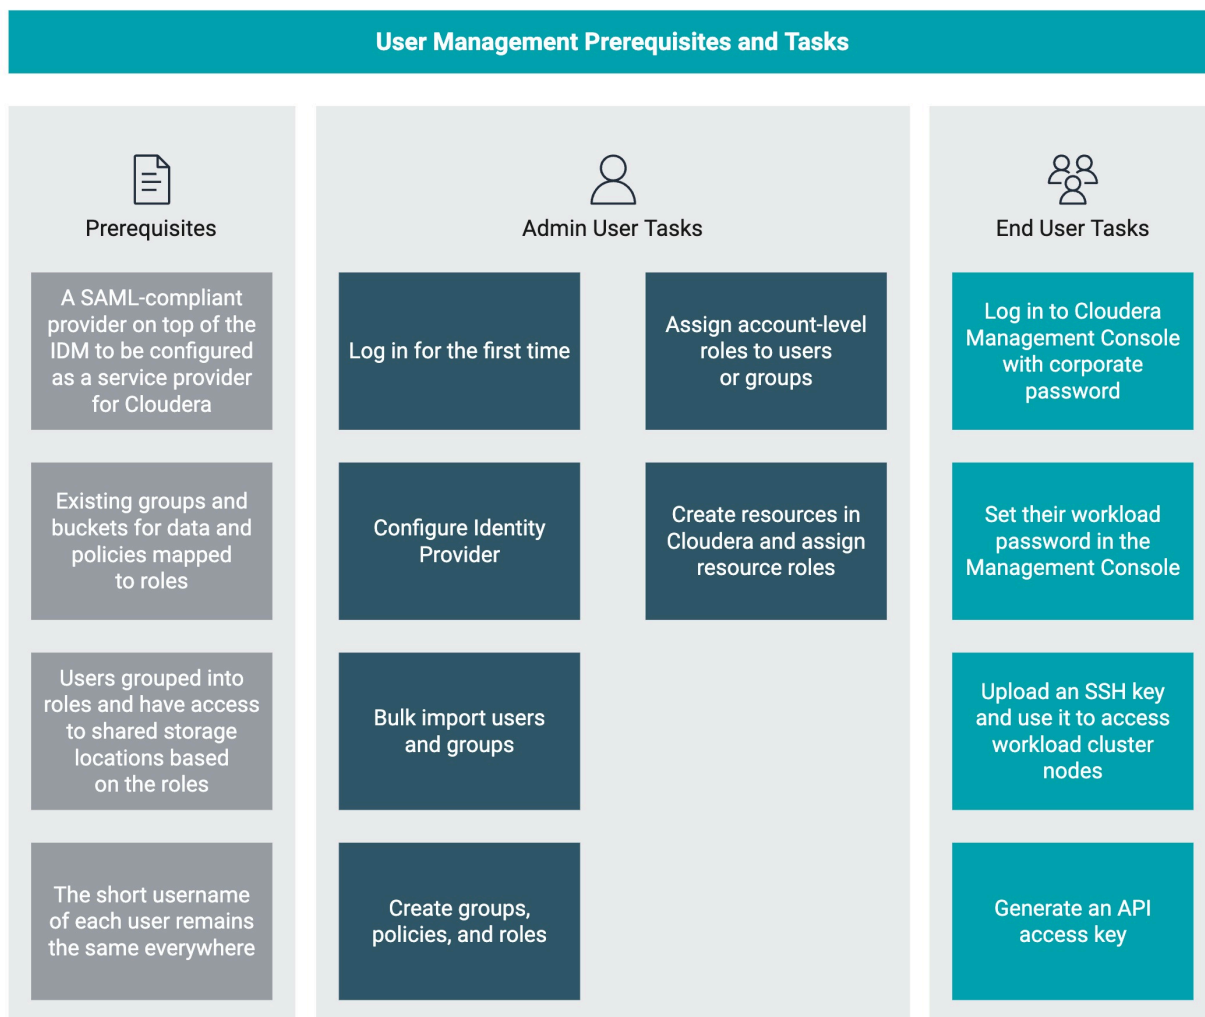 User Management Prerequisites and Tasks
Prerequisites
A SAML-compliant
provider on top of the
IDM to be configured
as a service provider
for Cloudera
Existing groups and
buckets for data and
policies mapped
to roles
Users grouped into
roles and have access
to shared storage
locations based
on the roles
The short username
of each user remains
the same everywhere
Admin User Tasks
Log in for the first time
Configure Identity
Provider
Bulk import users
and groups
Create groups,
policies, and roles
Assign account-level
roles to users
or groups
Create resources in
Cloudera and assign
resource roles
End User Tasks
Log in to Cloudera
Management Console
with corporate
password
Set their workload
password in the
Management Console
Upload an SSH key
and use it to access
workload cluster
nodes
Generate an API
access key